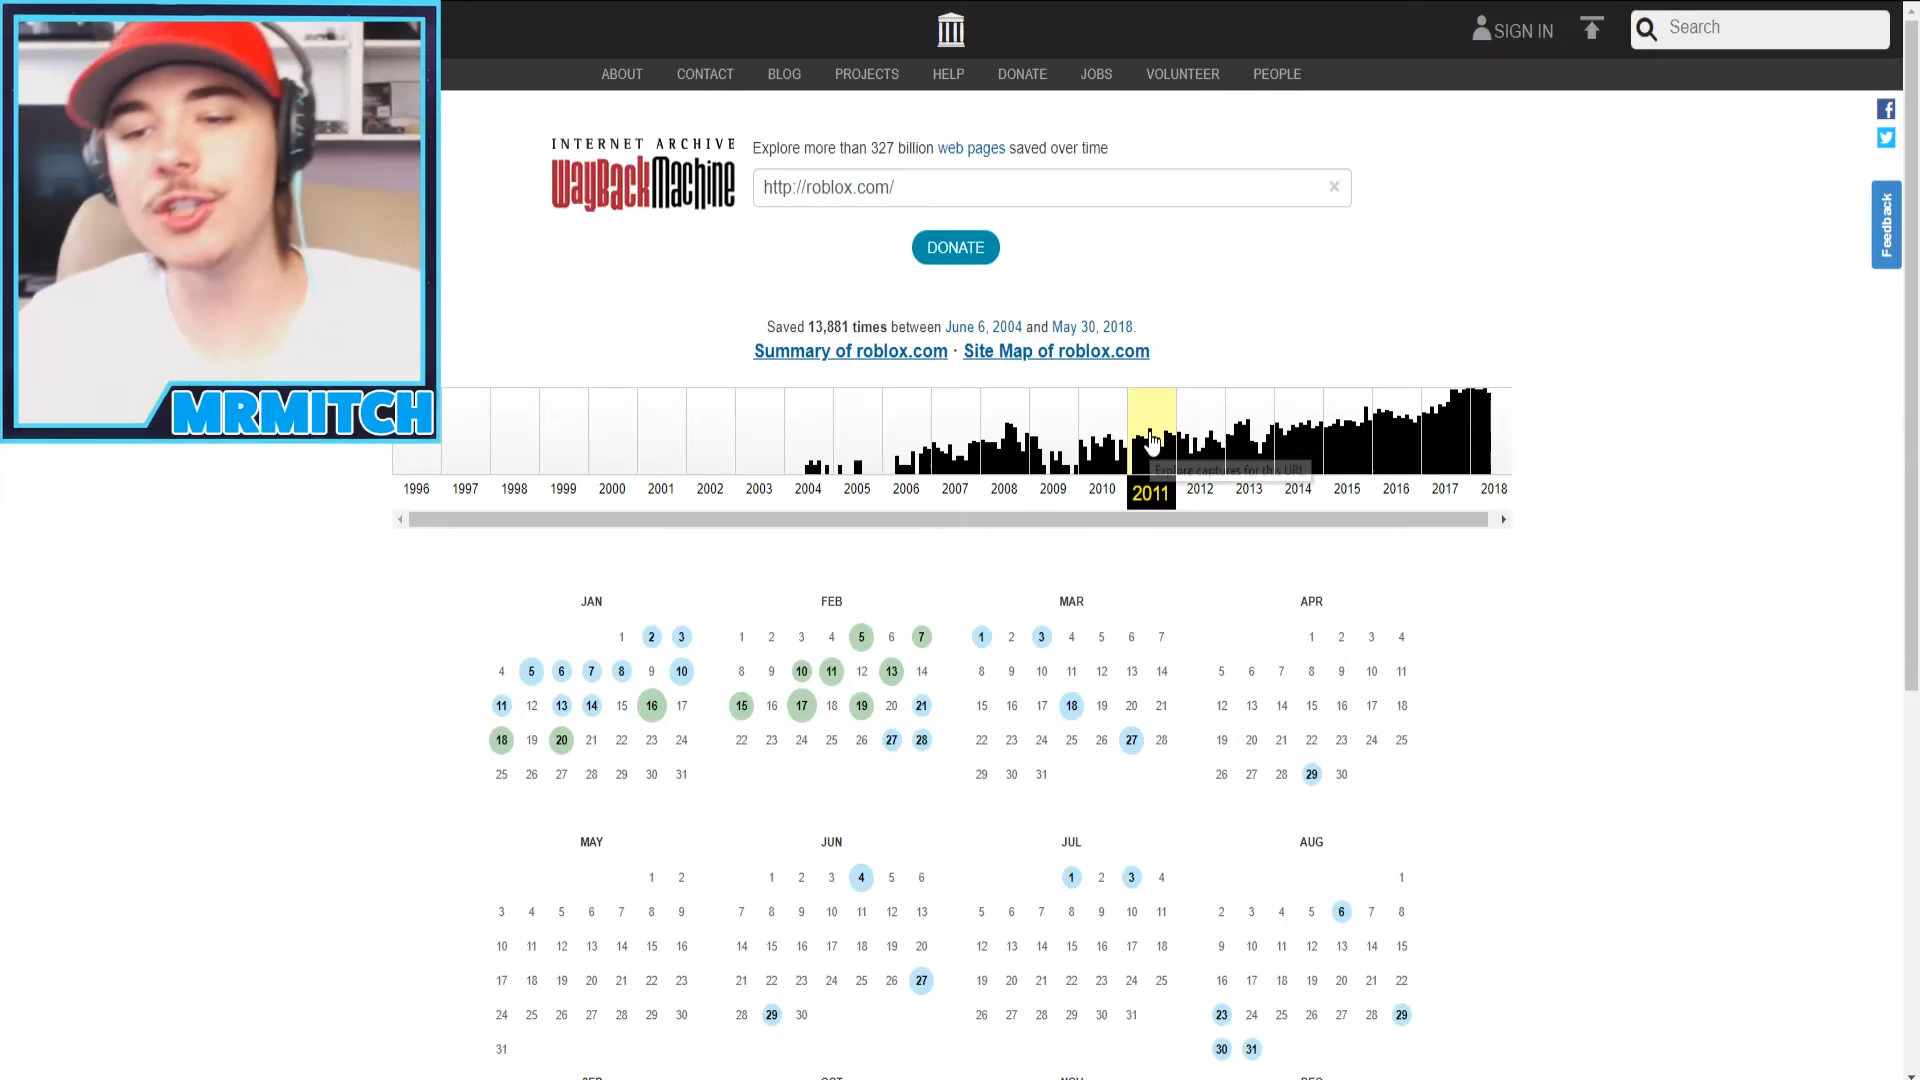 SIGN IN
Search
ABOUT CONTACT BLOG PROJECTS HELP DONATE JOBS VOLUNTEER PEOPLE
INTERNET ARCHIVE
WayBackMachine
Explore more than 327 billion web pages saved over time
http://roblox.com/
DONATE
Feedback
Saved 13,881 times between June 6, 2004 and May 30, 2018.
Summary of roblox.com · Site Map of roblox.com
MRMITCH
Explore captures for this URL
1996 1997 1998 1999 2000 2001 2002 2003 2004 2005 2006 2007 2008 2009 2010 2011 2012 2013 2014 2015 2016 2017 2018
JAN FEB MAR APR
1 2 3 1 2 3 4 5 6 7 1 2 3 4 5 6 7 1 2 3 4
4 5 6 7 8 9 10 8 9 10 11 12 13 14 8 9 10 11 12 13 14 5 6 7 8 9 10 11
11 12 13 14 15 16 17 15 16 17 18 19 20 21 15 16 17 18 19 20 21 12 13 14 15 16 17 18
18 19 20 21 22 23 24 22 23 24 25 26 27 28 22 23 24 25 26 27 28 19 20 21 22 23 24 25
25 26 27 28 29 30 31 29 30 31 26 27 28 29 30
MAY JUN JUL AUG
1 2 1 2 3 4 5 6 1 2 3 4 1
3 4 5 6 7 8 9 7 8 9 10 11 12 13 5 6 7 8 9 10 11 2 3 4 5 6 7 8
10 11 12 13 14 15 16 14 15 16 17 18 19 20 12 13 14 15 16 17 18 9 10 11 12 13 14 15
17 18 19 20 21 22 23 21 22 23 24 25 26 27 19 20 21 22 23 24 25 16 17 18 19 20 21 22
24 25 26 27 28 29 30 28 29 30 26 27 28 29 30 31 23 24 25 26 27 28 29
31 30 31